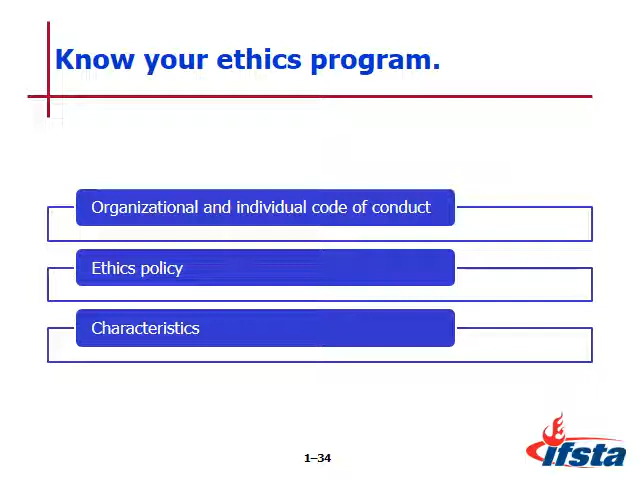 Know your ethics program.
Organizational and individual code of conduct
Ethics policy
Characteristics
1–34
ifsta